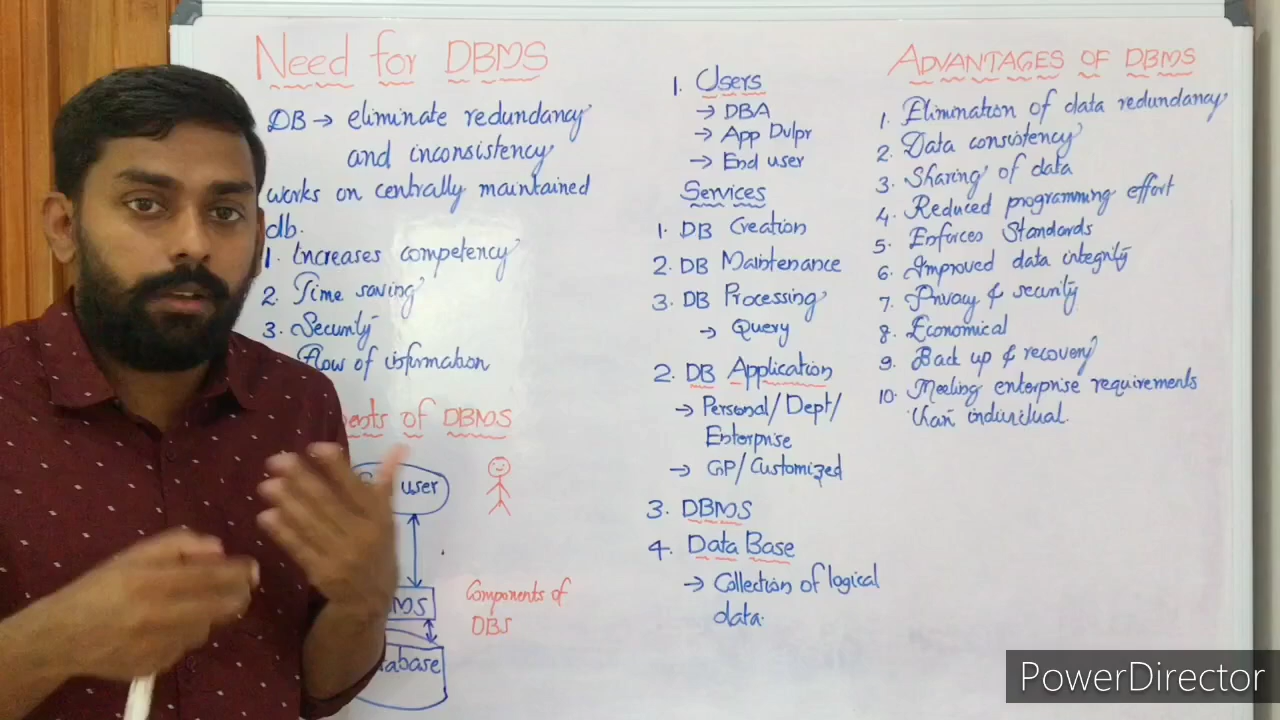 Need for DBMS
DB → eliminate redundancy
and inconsistency
works on centrally maintained
db.
1. Increases competency
2. Time saving
3. Security
Flow of information
ents of DBMS
user
MS
abase
Components of
DBS
1. Users
→ DBA
→ App Dvlpr
→ End user
Services
1. DB Creation
2. DB Maintenance
3. DB Processing
→ Query
2. DB Application
→ Personal/Dept/
Enterprise
→ GP/Customized
3. DBMS
4. Data Base
→ Collection of logical
data.
ADVANTAGES OF DBMS
1. Elimination of data redundancy
2. Data consistency
3. Sharing of data
4. Reduced programming effort
5. Enforces Standards
6. Improved data integrity
7. Privacy & security
8. Economical
9. Back up & recovery
10. Meeting enterprise requirements
than individual.
PowerDirector